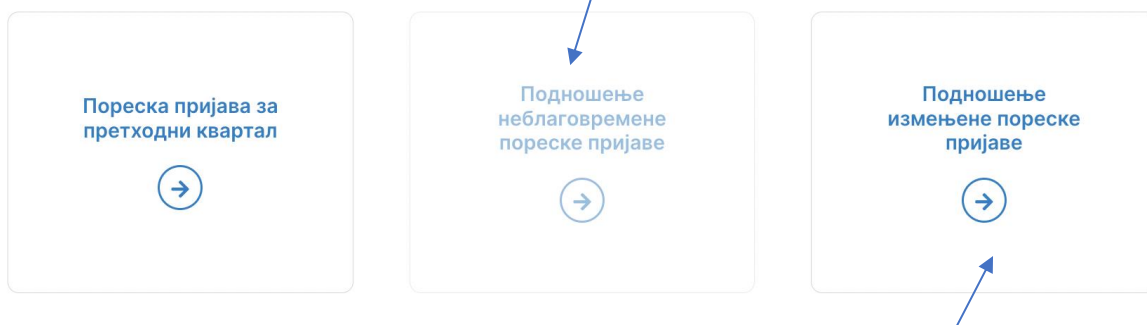 Пореска пријава за
претходни квартал
Подношење
неблаговремене
пореске пријаве
Подношење
измењене пореске
пријаве